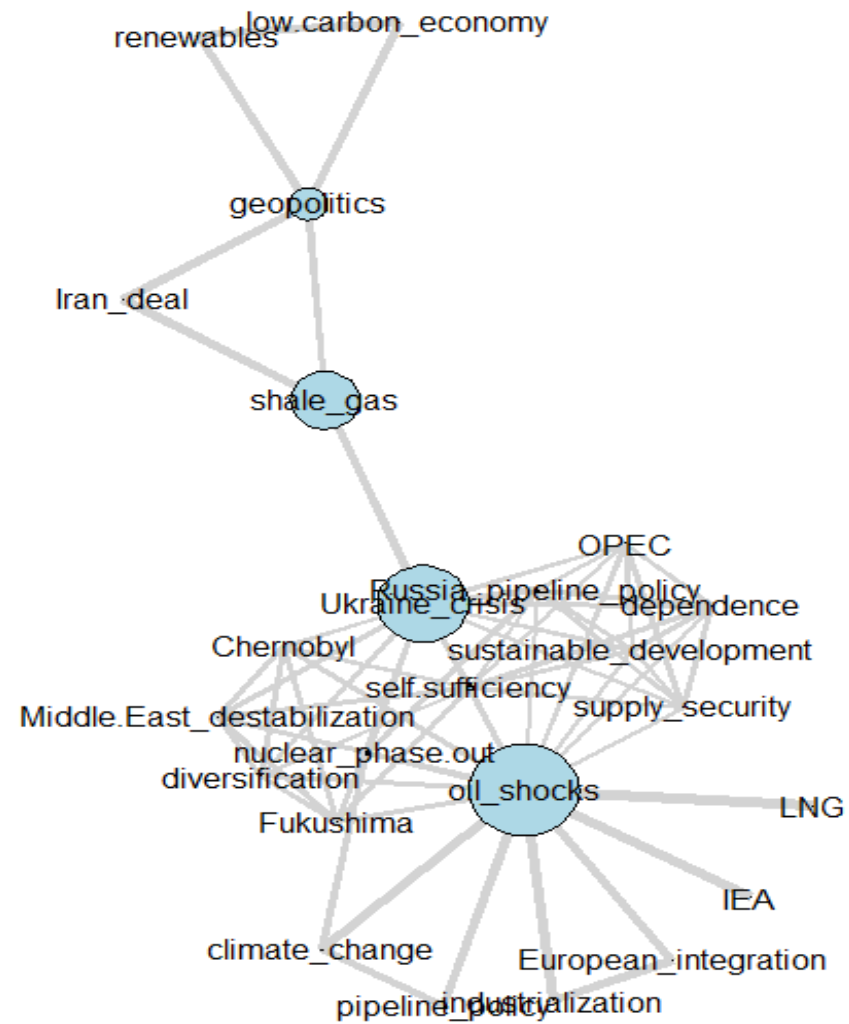 low.carbon_economy
renewables
geopolitics
Iran_deal
shale_gas
OPEC
Russia_pipeline_policy
Ukraine_crisis
dependence
Chernobyl
sustainable_development
self.sufficiency
supply_security
Middle.East_destabilization
nuclear_phase.out
diversification
oil_shocks
LNG
Fukushima
IEA
climate_change
European_integration
pipeline_policy
industrialization